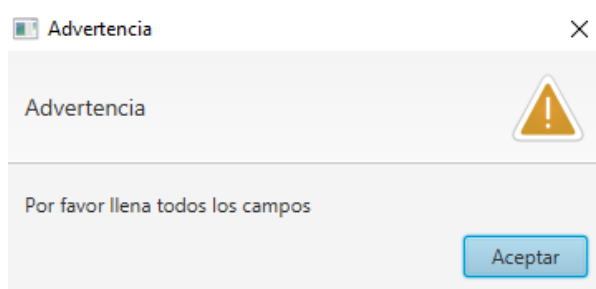 Advertencia
Advertencia
Por favor llena todos los campos
Aceptar